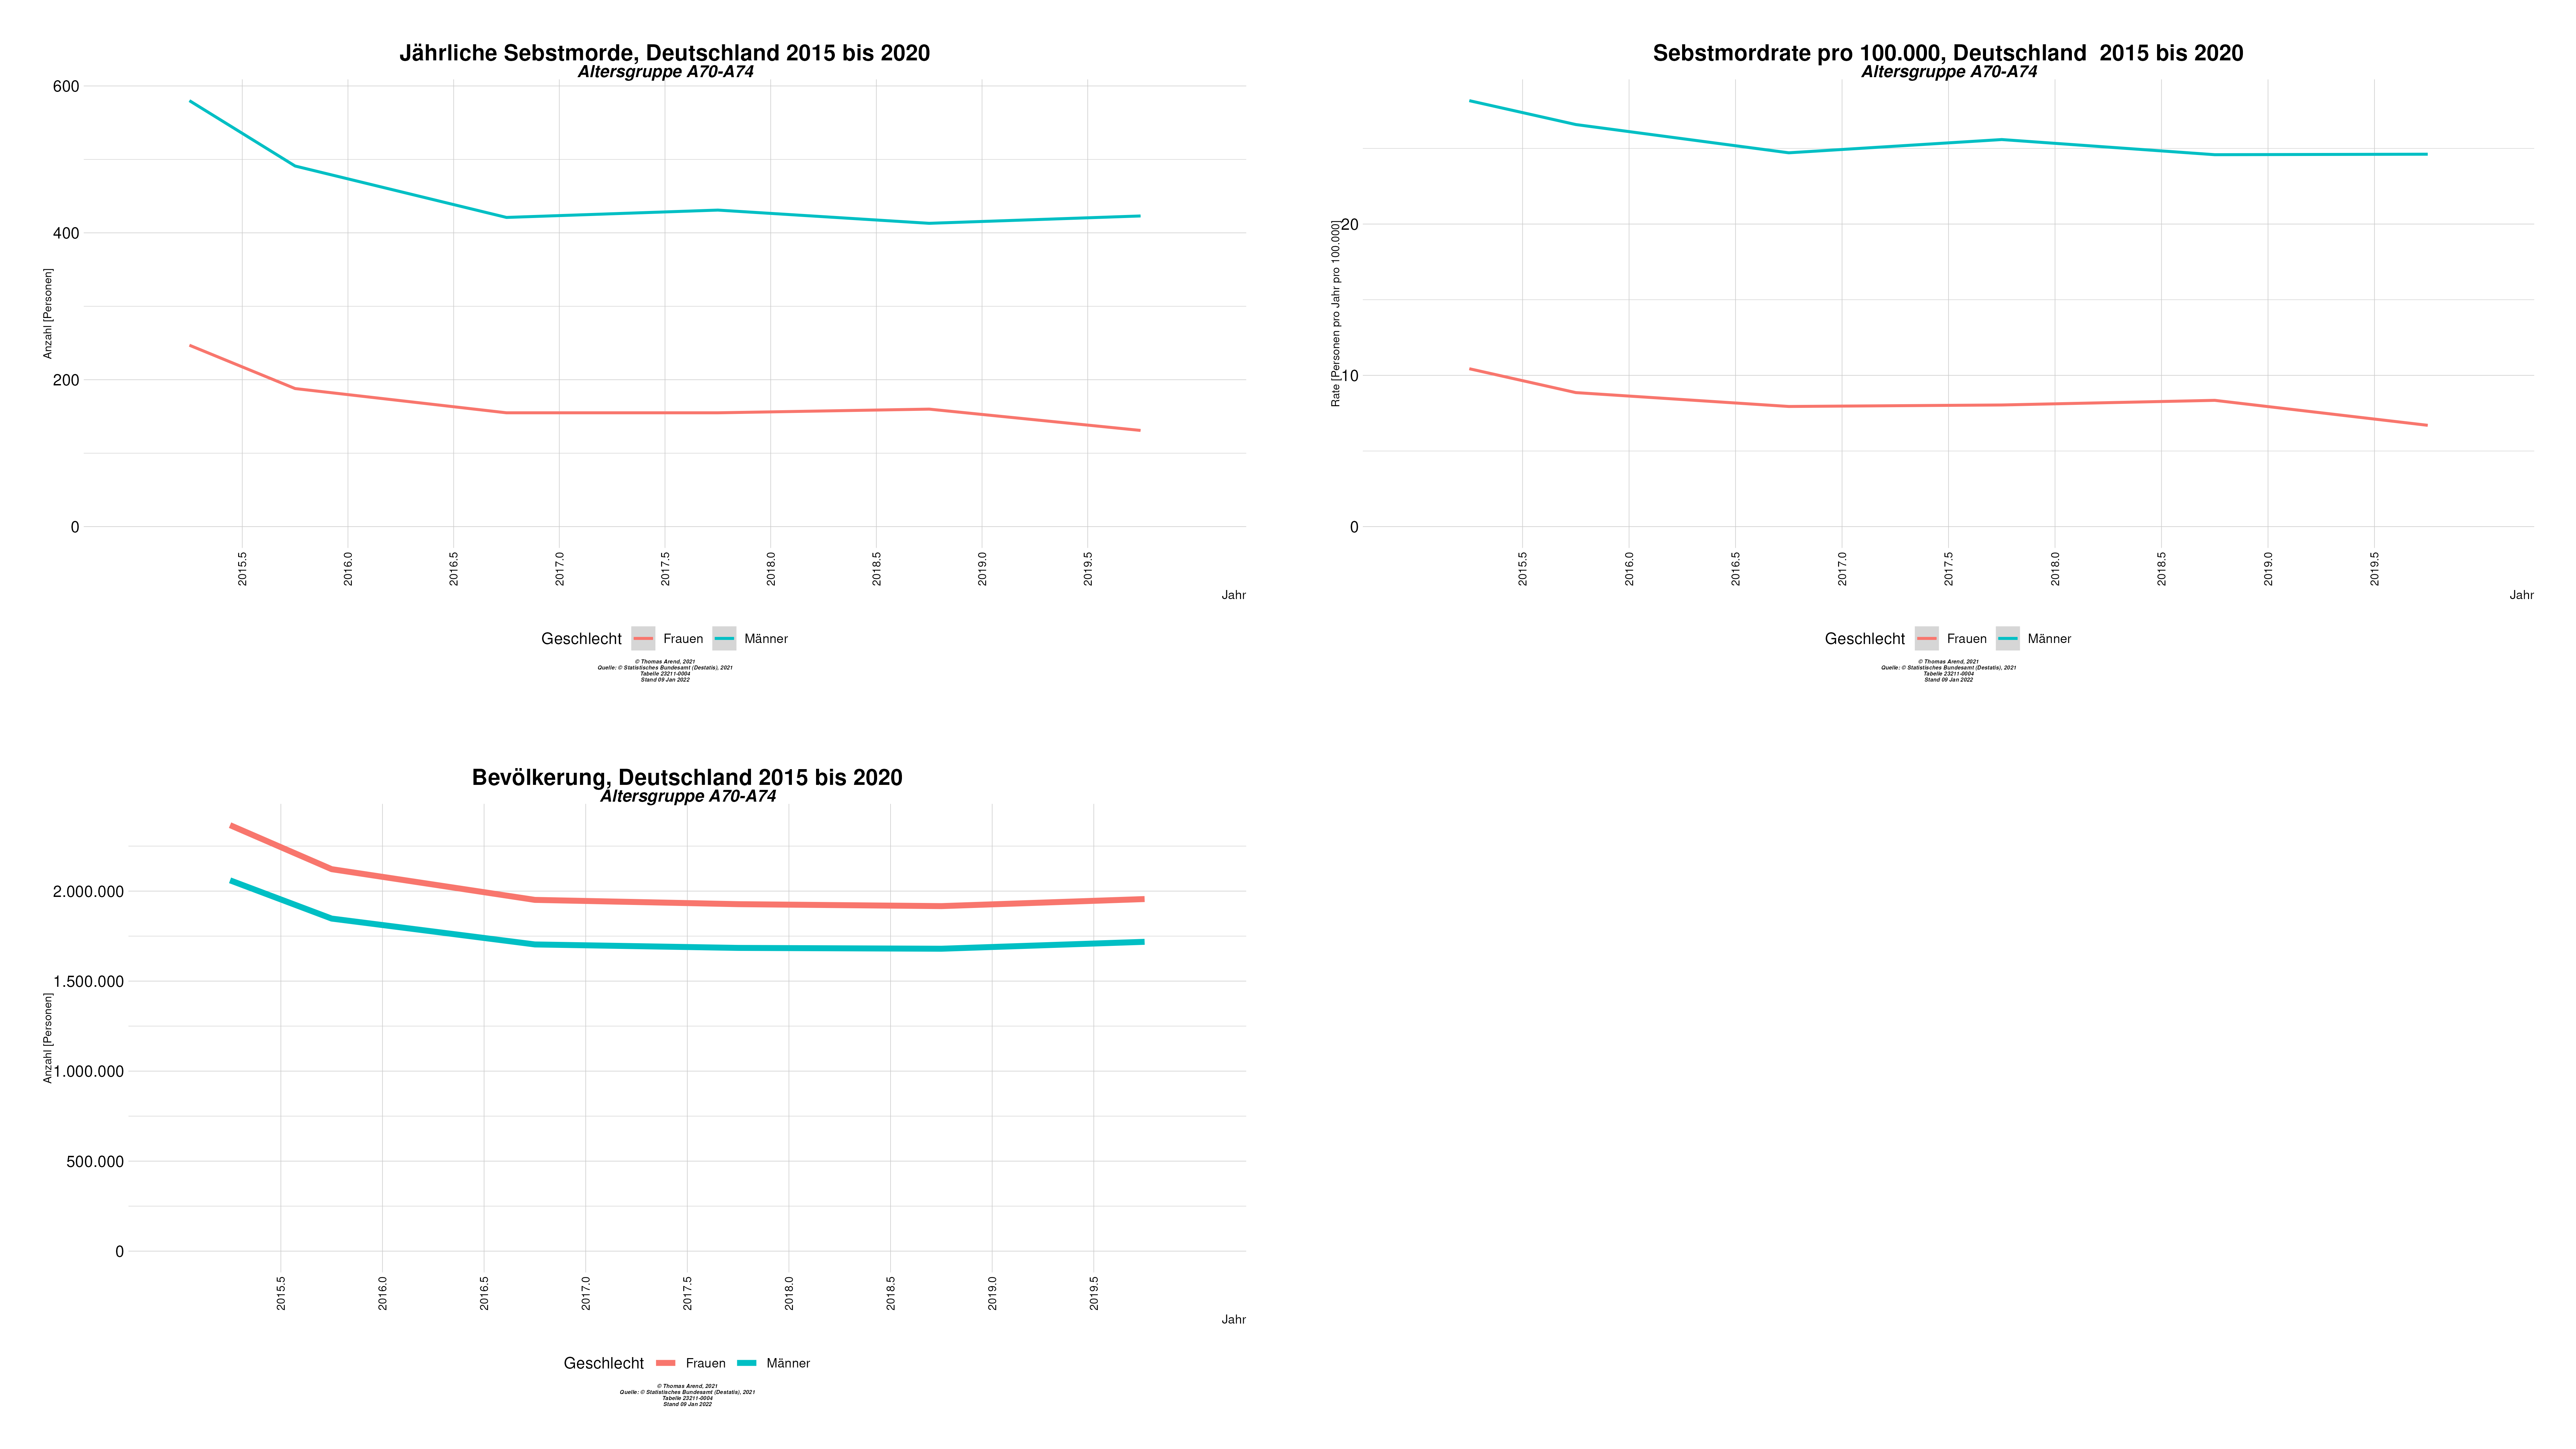 Jährliche Sebstmorde, Deutschland 2015 bis 2020
Altersgruppe A70-A74
Anzahl [Personen]
600
400
200
0
2015.5
2016.0
2016.5
2017.0
2017.5
2018.0
2018.5
2019.0
2019.5
Jahr
Geschlecht Frauen Männer
© Thomas Arend, 2021
Quelle: © Statistisches Bundesamt (Destatis), 2021
Tabelle 23211-0004
Stand 09 Jan 2022
Sebstmordrate pro 100.000, Deutschland 2015 bis 2020
Altersgruppe A70-A74
Rate [Personen pro Jahr pro 100.000]
20
10
0
2015.5
2016.0
2016.5
2017.0
2017.5
2018.0
2018.5
2019.0
2019.5
Jahr
Geschlecht Frauen Männer
© Thomas Arend, 2021
Quelle: © Statistisches Bundesamt (Destatis), 2021
Tabelle 23211-0004
Stand 09 Jan 2022
Bevölkerung, Deutschland 2015 bis 2020
Altersgruppe A70-A74
Anzahl [Personen]
2.000.000
1.500.000
1.000.000
500.000
0
2015.5
2016.0
2016.5
2017.0
2017.5
2018.0
2018.5
2019.0
2019.5
Jahr
Geschlecht Frauen Männer
© Thomas Arend, 2021
Quelle: © Statistisches Bundesamt (Destatis), 2021
Tabelle 23211-0004
Stand 09 Jan 2022